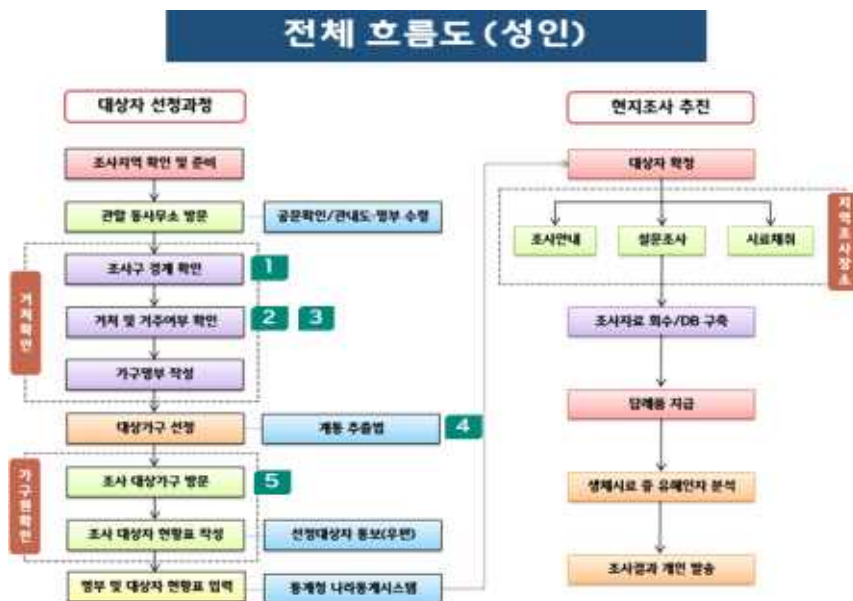 전체 흐름도 (성인)
대상자 선정과정
조사지역 확인 및 준비
관할 동사무소 방문
공문확인/관내도·명부 수령
조사구 경계 확인
1
거처 및 거주여부 확인
2
3
가구명부 작성
거처확인
대상가구 선정
계통 추출법
4
조사 대상가구 방문
5
조사 대상자 현황표 작성
선정대상자 통보(우편)
가구원확인
명부 및 대상자 현황표 입력
통계청 나라통계시스템
현지조사 추진
대상자 확정
조사안내
설문조사
시료채취
지역조사장소
조사자료 회수/DB 구축
답례품 지급
생체시료 중 유해인자 분석
조사결과 개인 발송